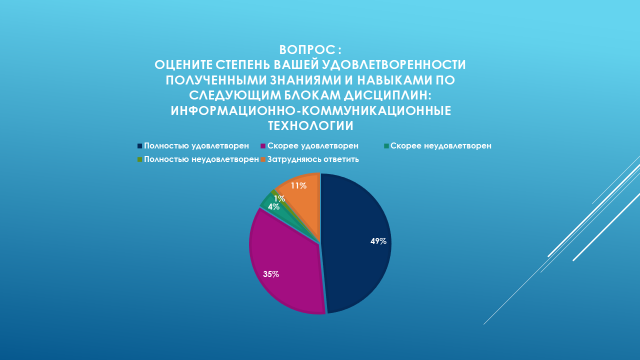 ВОПРОС :
ОЦЕНИТЕ СТЕПЕНЬ ВАШЕЙ УДОВЛЕТВОРЕННОСТИ
ПОЛУЧЕННЫМИ ЗНАНИЯМИ И НАВЫКАМИ ПО
СЛЕДУЮЩИМ БЛОКАМ ДИСЦИПЛИН:
ИНФОРМАЦИОННО-КОММУНИКАЦИОННЫЕ
ТЕХНОЛОГИИ
Полностью удовлетворен Скорее удовлетворен Скорее неудовлетворен
Полностью неудовлетворен Затрудняюсь ответить
11%
1%
4%
49%
35%